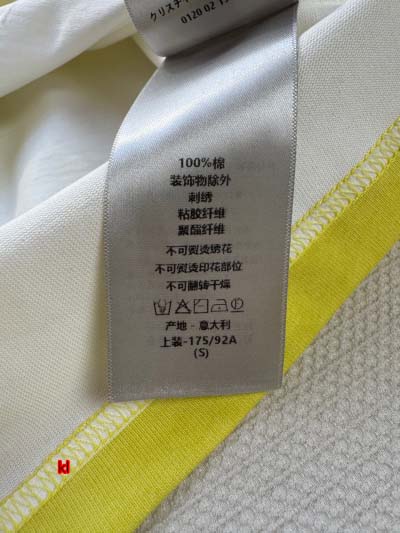 クリスチャ
0120 02 1
100%棉
装饰物除外
刺绣
粘胶纤维
聚酯纤维
不可熨烫绣花
不可熨烫印花部位
不可翻转干燥
产地 - 意大利
上装-175/92A
(S)